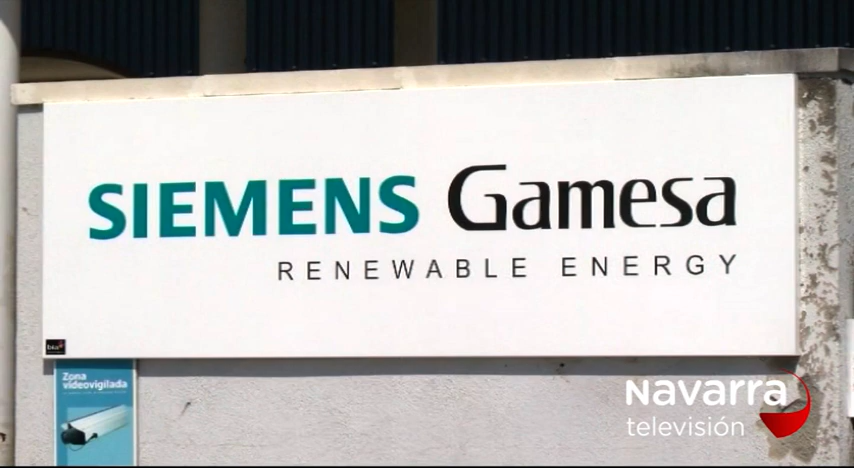 SIEMENS Gamesa
RENEWABLE ENERGY
Zona
videovigilada
Navarra
televisión